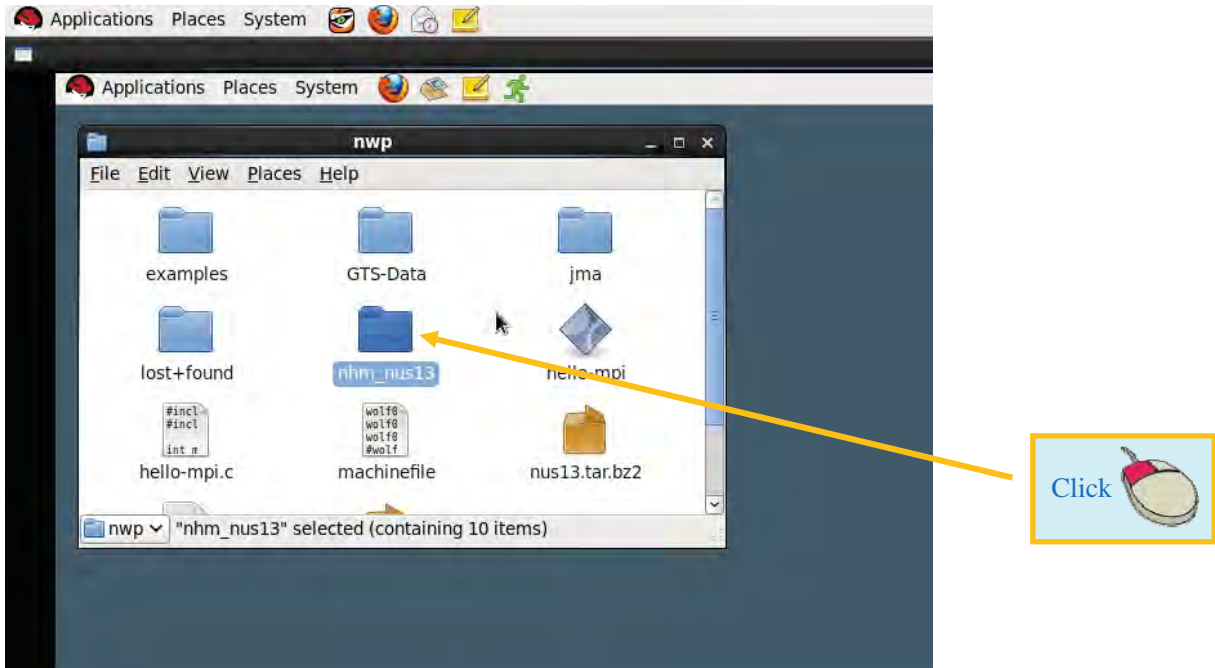 Applications Places System
Applications Places System
nwp
File Edit View Places Help
examples GTS-Data jma
lost+found nhm_nus13 hello-mpi
#incl
#incl
int m
wolf0
wolf0
wolf0
#wolf
hello-mpi.c machinefile nus13.tar.bz2
nwp "nhm_nus13" selected (containing 10 items)
Click